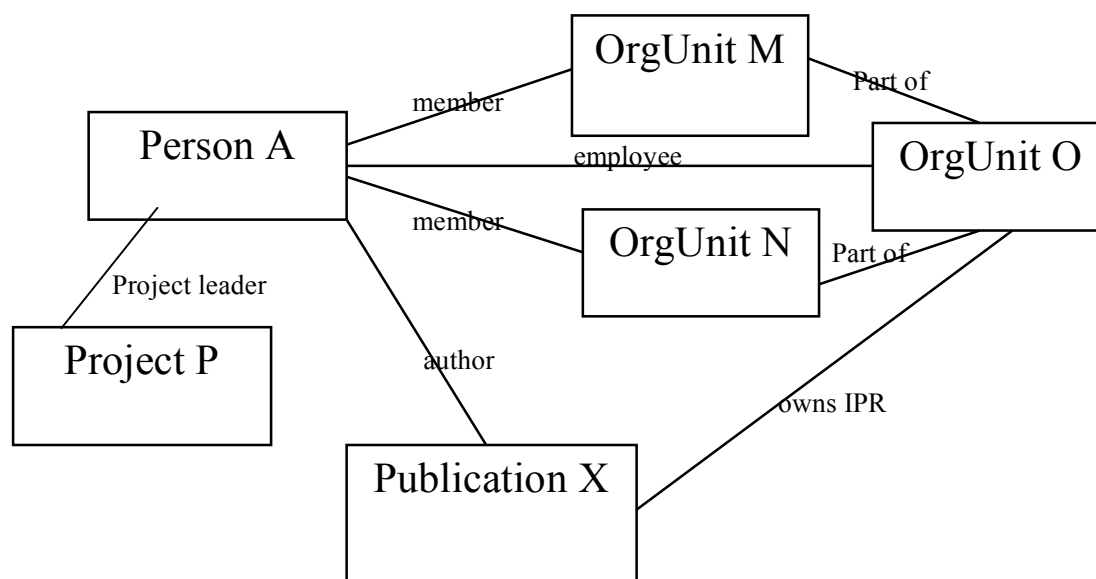 OrgUnit M
Part of
member
Person A
employee
OrgUnit O
member
OrgUnit N
Part of
Project leader
Project P
author
owns IPR
Publication X